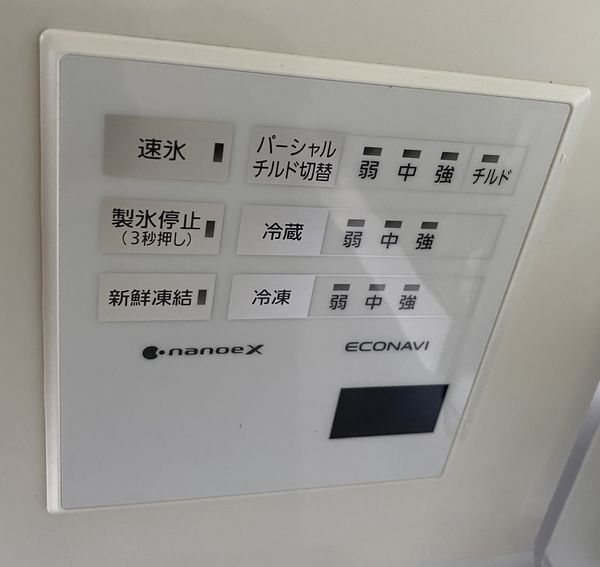 速氷
パーシャル
チルド切替
弱 中 強 チルド
製氷停止
(3秒押し)
冷蔵
弱 中 強
新鮮凍結
冷凍
弱 中 強
nanoeX
ECONAVI